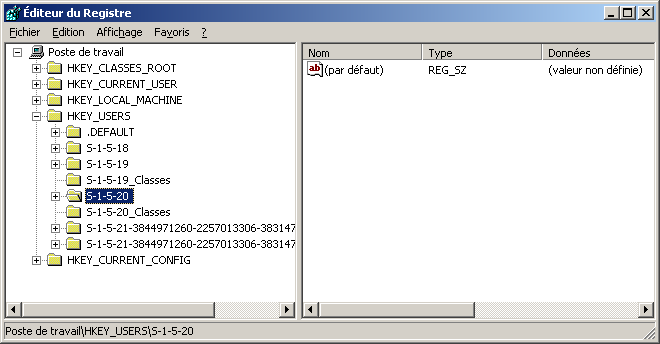 Éditeur du Registre
Fichier Edition Affichage Favoris ?
Poste de travail
HKEY_CLASSES_ROOT
HKEY_CURRENT_USER
HKEY_LOCAL_MACHINE
HKEY_USERS
.DEFAULT
S-1-5-18
S-1-5-19
S-1-5-19_Classes
S-1-5-20
S-1-5-20_Classes
S-1-5-21-3844971260-2257013306-383147
S-1-5-21-3844971260-2257013306-383147
HKEY_CURRENT_CONFIG
Nom Type Données
ab (par défaut) REG_SZ (valeur non définie)
Poste de travail\HKEY_USERS\S-1-5-20